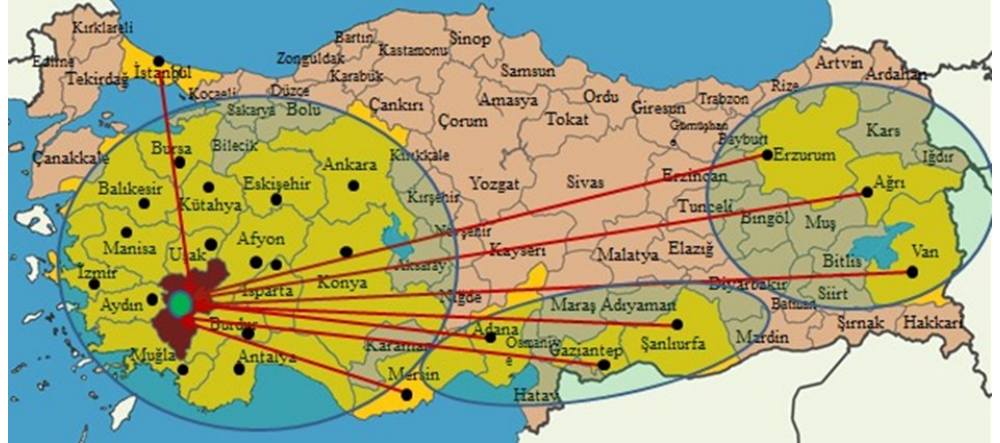 Kırklareli
Edirne
Tekirdağ
İstanbul
Kocaeli
Sakarya
Düzce
Bolu
Zonguldak
Bartın
Karabük
Kastamonu
Sinop
Çankırı
Samsun
Amasya
Çorum
Tokat
Ordu
Giresun
Trabzon
Gümüşhan
e
Rize
Artvin
Ardahan
Bayburt
Kars
Iğdır
Erzurum
Ağrı
Çanakkale
Bursa
Bilecik
Balıkesir
Kütahya
Eskişehir
Ankara
Kırıkkale
Kırşehir
Yozgat
Sivas
Erzincan
Tunceli
Bingöl
Muş
Van
Bitlis
Siirt
Manisa
Uşak
Afyon
Nevşehir
Kayseri
Malatya
Elazığ
Diyarbakır
Batman
Şırnak
Hakkari
İzmir
Aydın
Isparta
Konya
Aksaray
Niğde
Maraş
Adıyaman
Burdur
Muğla
Antalya
Karaman
Mersin
Adana
Osmaniy
e
Gaziantep
Şanlıurfa
Mardin
Hatay